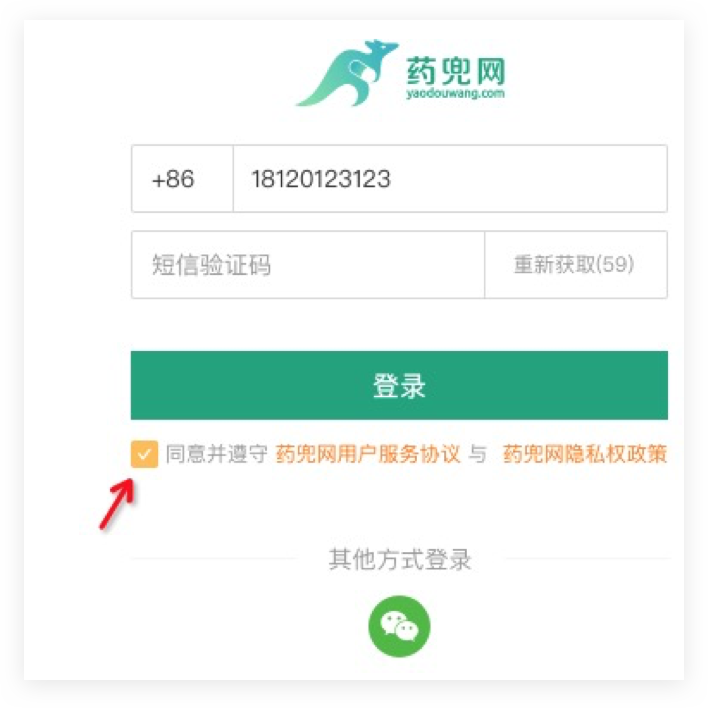 药兜网
yaodouwang.com
+86 18120123123
短信验证码 重新获取(59)
登录
同意并遵守 药兜网用户服务协议 与 药兜网隐私权政策
其他方式登录